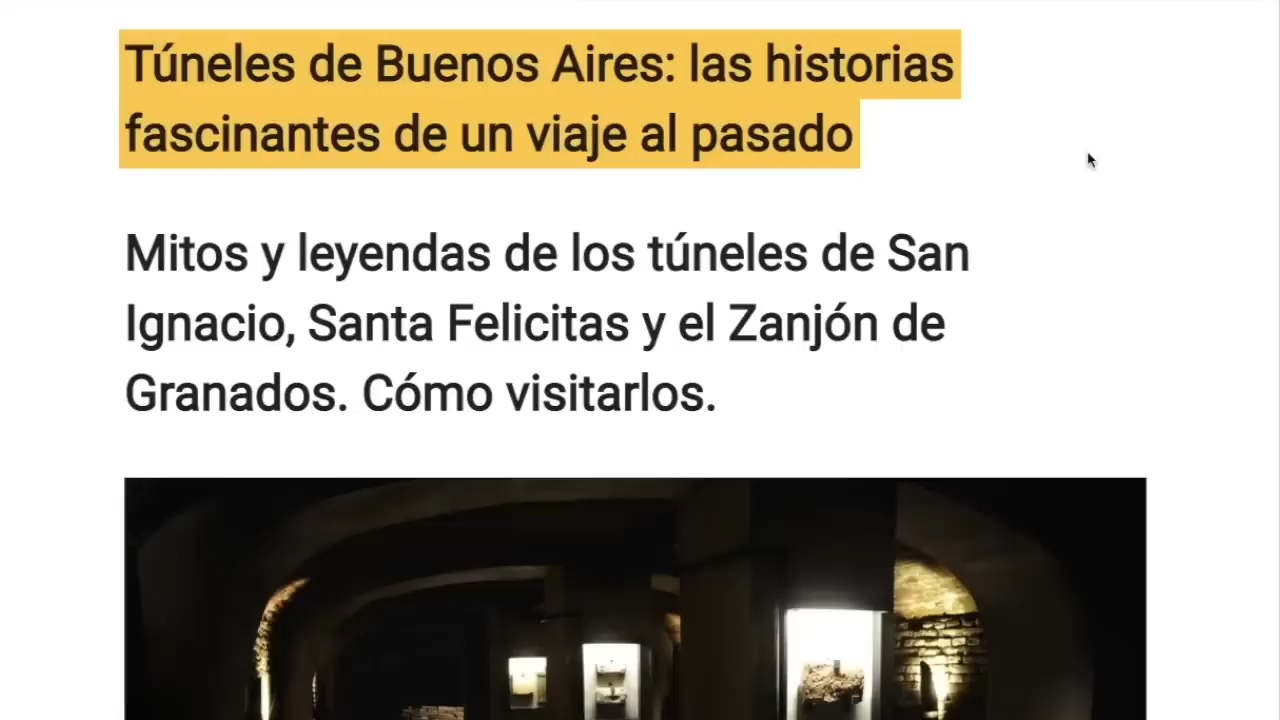 Túneles de Buenos Aires: las historias
fascinantes de un viaje al pasado
Mitos y leyendas de los túneles de San
Ignacio, Santa Felicitas y el Zanjón de
Granados. Cómo visitarlos.